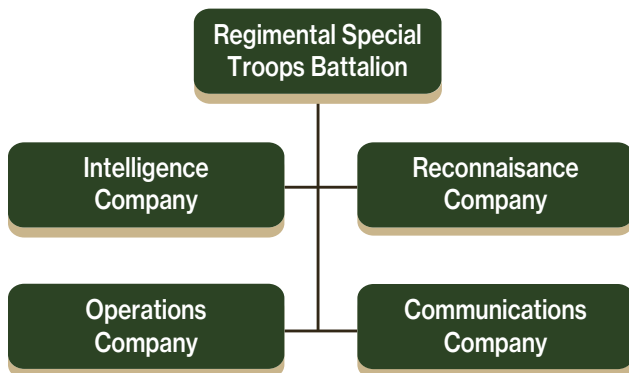 Regimental Special
Troops Battalion
Intelligence
Company
Reconnaisance
Company
Operations
Company
Communications
Company